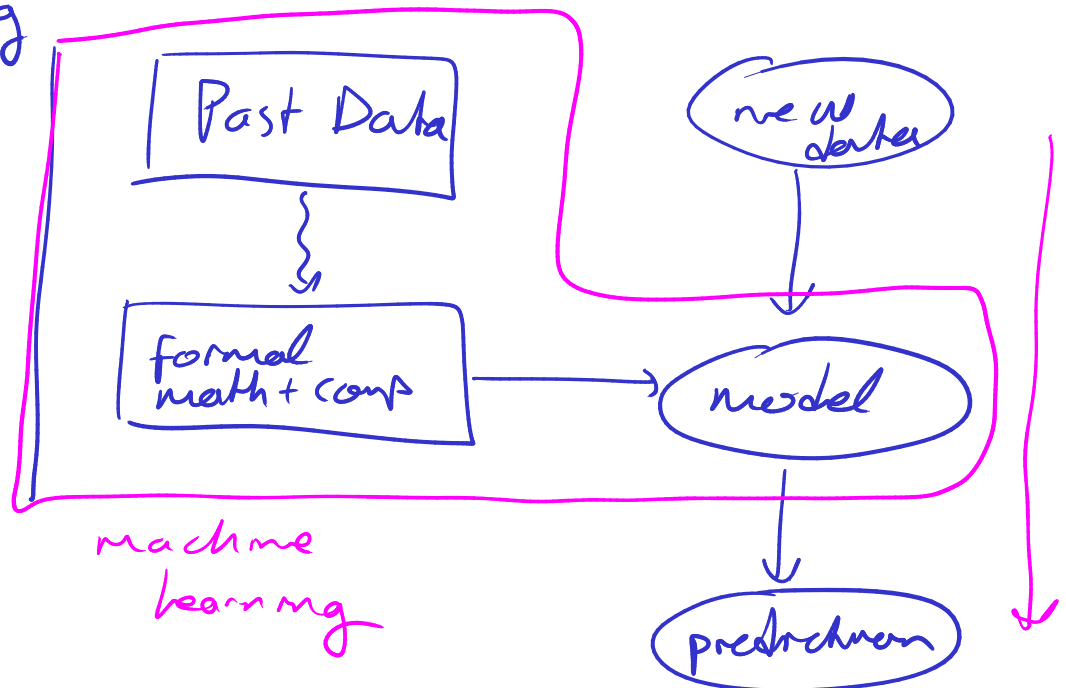 g
Past Data
new
data
formal
math + comp
model
machine
learning
prediction